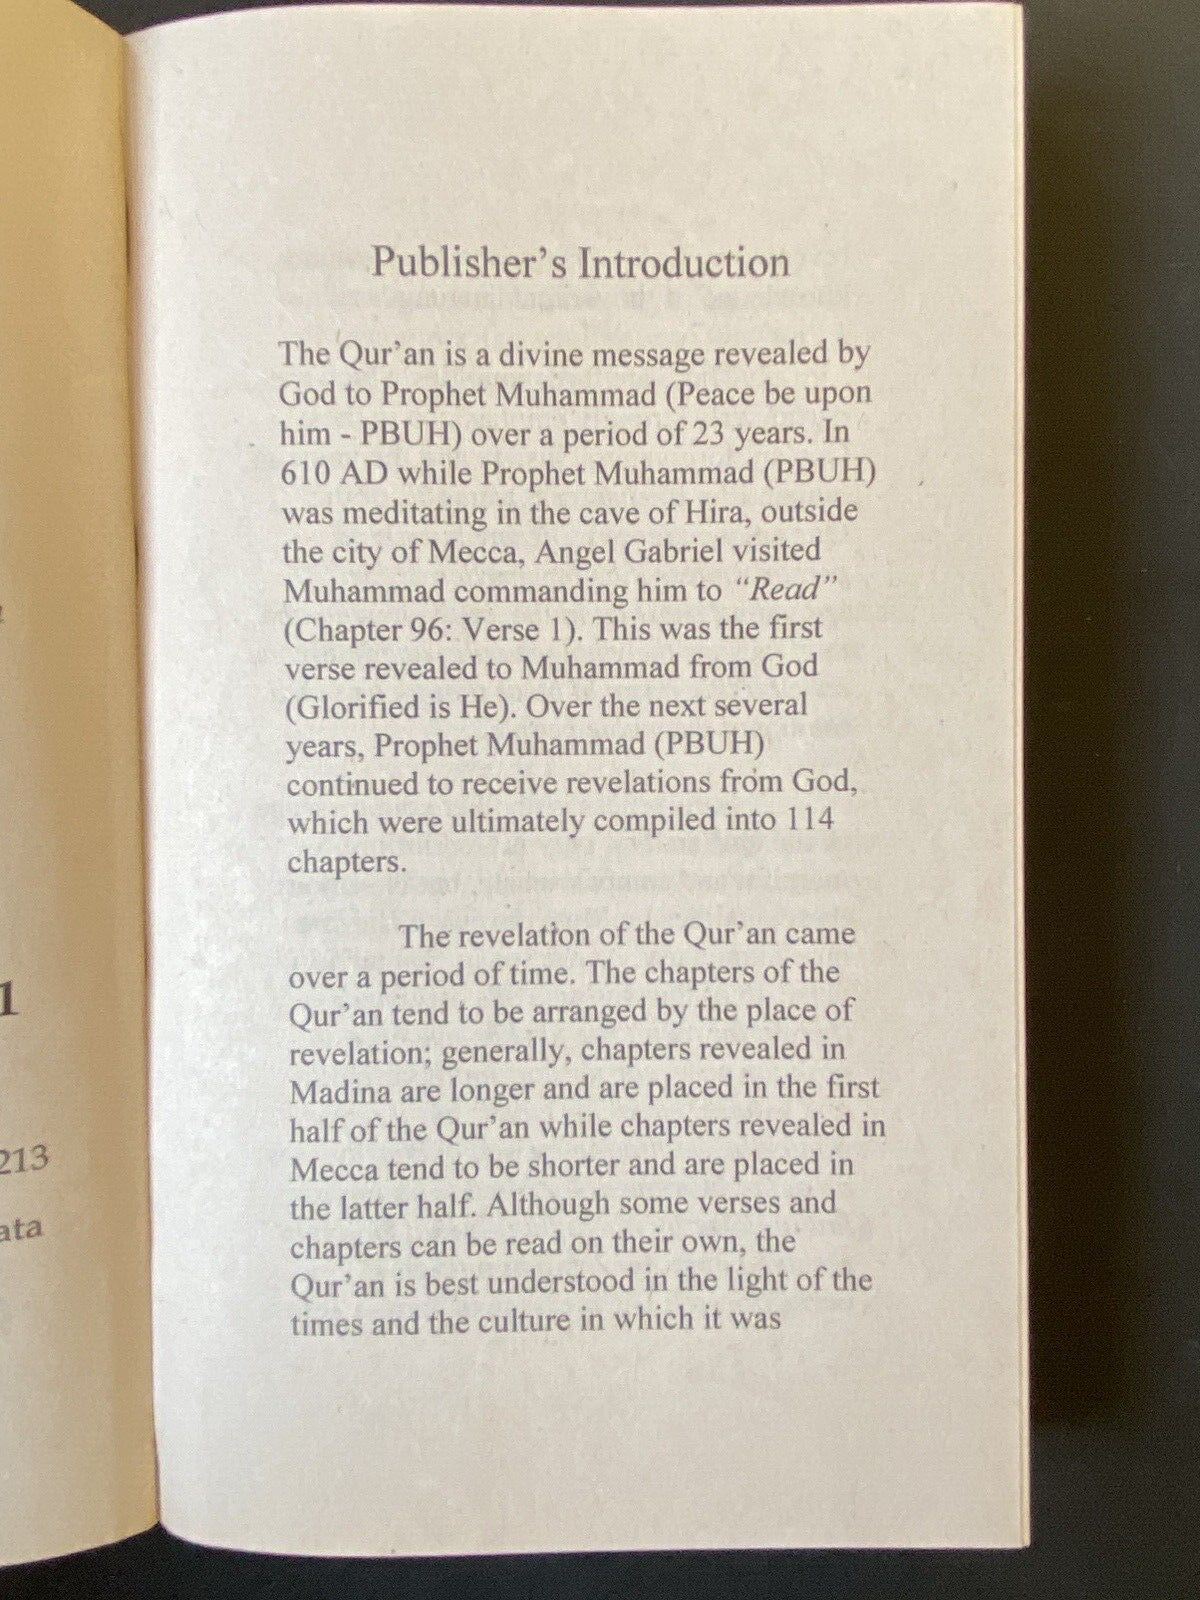 1
213
ata
Publisher's Introduction
The Qur'an is a divine message revealed by
God to Prophet Muhammad (Peace be upon
him - PBUH) over a period of 23 years. In
610 AD while Prophet Muhammad (PBUH)
was meditating in the cave of Hira, outside
the city of Mecca, Angel Gabriel visited
Muhammad commanding him to “Read”
(Chapter 96: Verse 1). This was the first
verse revealed to Muhammad from God
(Glorified is He). Over the next several
years, Prophet Muhammad (PBUH)
continued to receive revelations from God,
which were ultimately compiled into 114
chapters.
The revelation of the Qur'an came
over a period of time. The chapters of the
Qur'an tend to be arranged by the place of
revelation; generally, chapters revealed in
Madina are longer and are placed in the first
half of the Qur'an while chapters revealed in
Mecca tend to be shorter and are placed in
the latter half. Although some verses and
chapters can be read on their own, the
Qur'an is best understood in the light of the
times and the culture in which it was